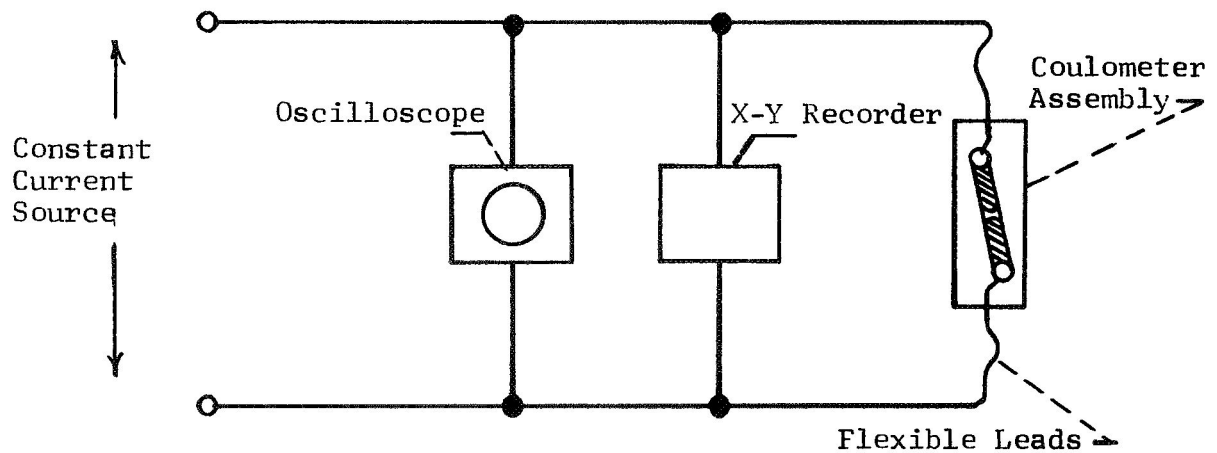 Coulometer
Assembly
Oscilloscope
X-Y Recorder
Constant
Current
Source
Flexible Leads